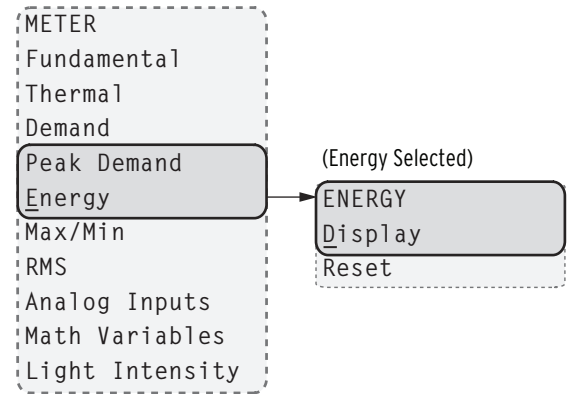 METER
Fundamental
Thermal
Demand
Peak Demand
Energy
Max/Min
RMS
Analog Inputs
Math Variables
Light Intensity
(Energy Selected)
ENERGY
Display
Reset